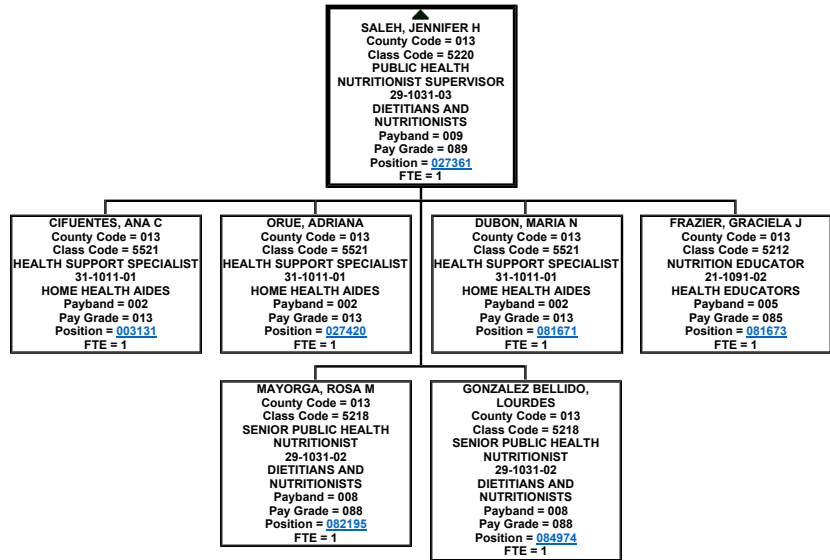 SALEH, JENNIFER H
County Code = 013
Class Code = 5220
PUBLIC HEALTH
NUTRITIONIST SUPERVISOR
29-1031-03
DIETITIANS AND
NUTRITIONISTS
Payband = 009
Pay Grade = 089
Position = 027361
FTE = 1
CIFUENTES, ANA C
County Code = 013
Class Code = 5521
HEALTH SUPPORT SPECIALIST
31-1011-01
HOME HEALTH AIDES
Payband = 002
Pay Grade = 013
Position = 003131
FTE = 1
ORUE, ADRIANA
County Code = 013
Class Code = 5521
HEALTH SUPPORT SPECIALIST
31-1011-01
HOME HEALTH AIDES
Payband = 002
Pay Grade = 013
Position = 027420
FTE = 1
DUBON, MARIA N
County Code = 013
Class Code = 5521
HEALTH SUPPORT SPECIALIST
31-1011-01
HOME HEALTH AIDES
Payband = 002
Pay Grade = 013
Position = 081671
FTE = 1
FRAZIER, GRACIELA J
County Code = 013
Class Code = 5212
NUTRITION EDUCATOR
21-1091-02
HEALTH EDUCATORS
Payband = 005
Pay Grade = 085
Position = 081673
FTE = 1
MAYORGA, ROSA M
County Code = 013
Class Code = 5218
SENIOR PUBLIC HEALTH
NUTRITIONIST
29-1031-02
DIETITIANS AND
NUTRITIONISTS
Payband = 008
Pay Grade = 088
Position = 082195
FTE = 1
GONZALEZ BELLIDO,
LOURDES
County Code = 013
Class Code = 5218
SENIOR PUBLIC HEALTH
NUTRITIONIST
29-1031-02
DIETITIANS AND
NUTRITIONISTS
Payband = 008
Pay Grade = 088
Position = 084974
FTE = 1